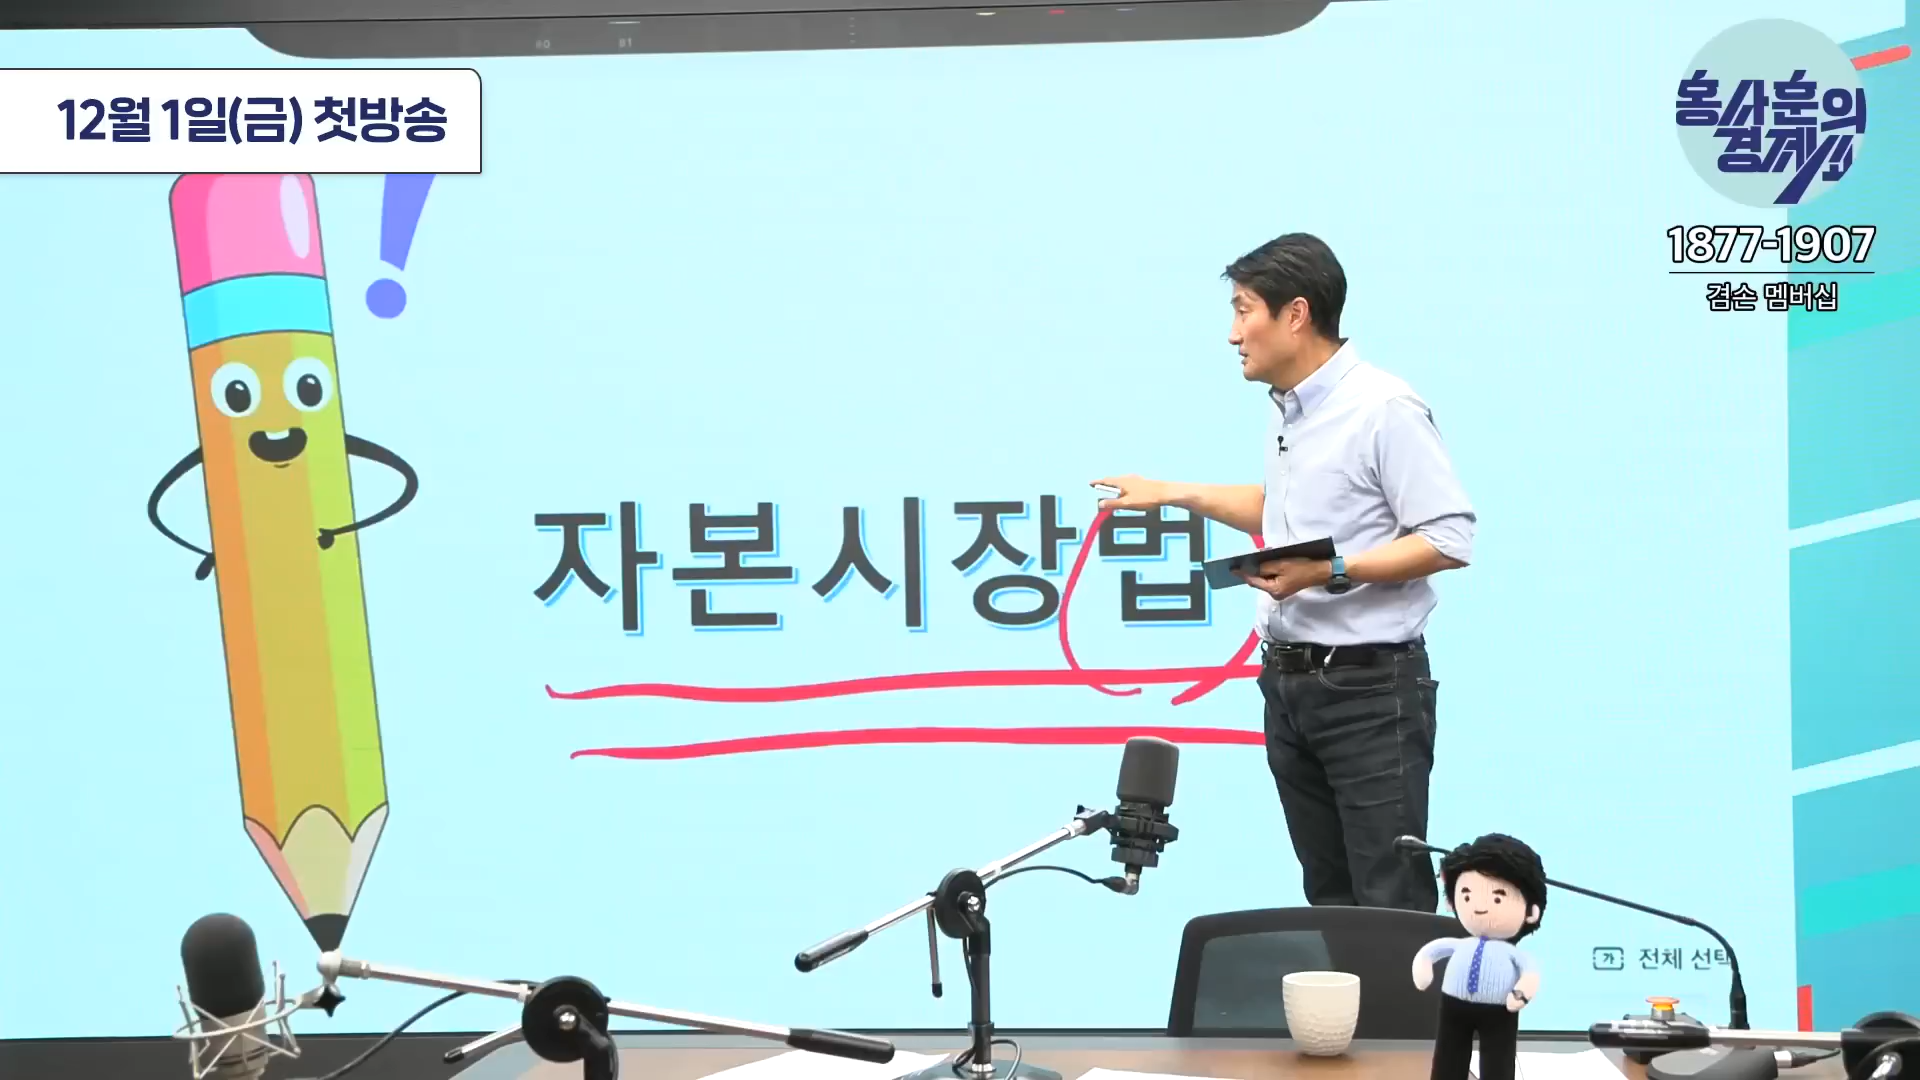 12월 1일(금) 첫방송
홍사훈의
경제쇼
1877-1907
겸손 멤버십
자본시장법
가 전체 선택